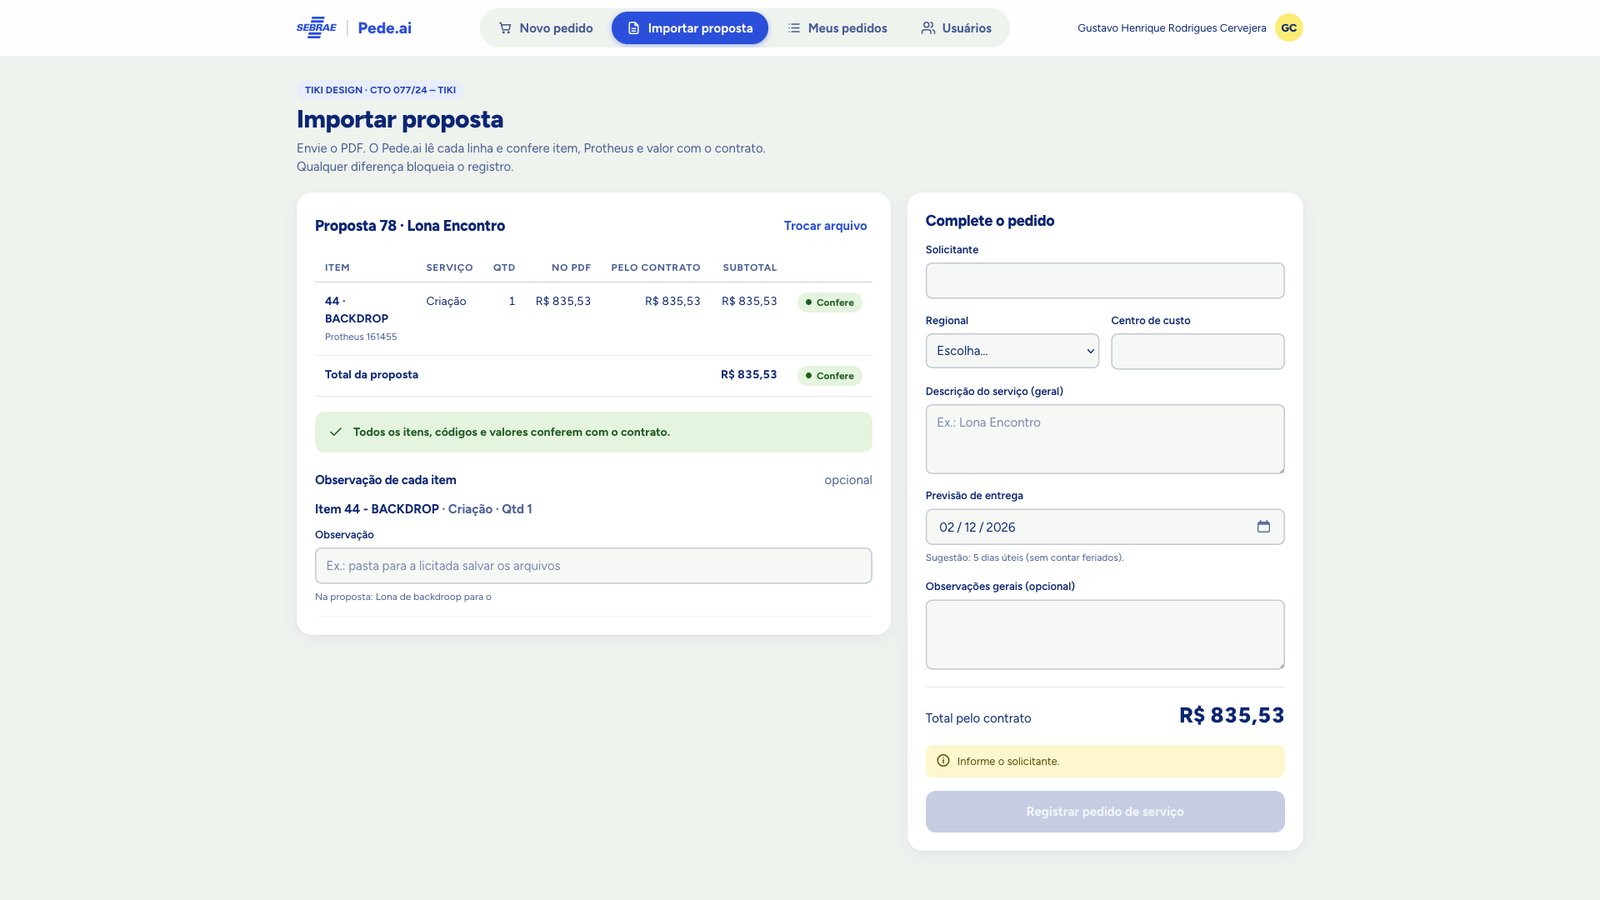 SEBRAE
Pede.ai
Novo pedido
Importar proposta
Meus pedidos
Usuários
Gustavo Henrique Rodrigues Cervejera
GC
TIKI DESIGN · CTO 077/24 – TIKI
Importar proposta
Envie o PDF. O Pede.ai lê cada linha e confere item, Protheus e valor com o contrato.
Qualquer diferença bloqueia o registro.
Proposta 78 · Lona Encontro
Trocar arquivo
ITEM SERVIÇO QTD NO PDF PELO CONTRATO SUBTOTAL
44 · Criação 1 R$ 835,53 R$ 835,53 R$ 835,53 Confere
BACKDROP
Protheus 161455
Total da proposta R$ 835,53 Confere
Todos os itens, códigos e valores conferem com o contrato.
Observação de cada item opcional
Item 44 - BACKDROP · Criação · Qtd 1
Observação
Ex.: pasta para a licitada salvar os arquivos
Na proposta: Lona de backdroop para o
Complete o pedido
Solicitante
Regional Centro de custo
Escolha...
Descrição do serviço (geral)
Ex.: Lona Encontro
Previsão de entrega
02 / 12 / 2026
Sugestão: 5 dias úteis (sem contar feriados).
Observações gerais (opcional)
Total pelo contrato R$ 835,53
Informe o solicitante.
Registrar pedido de serviço